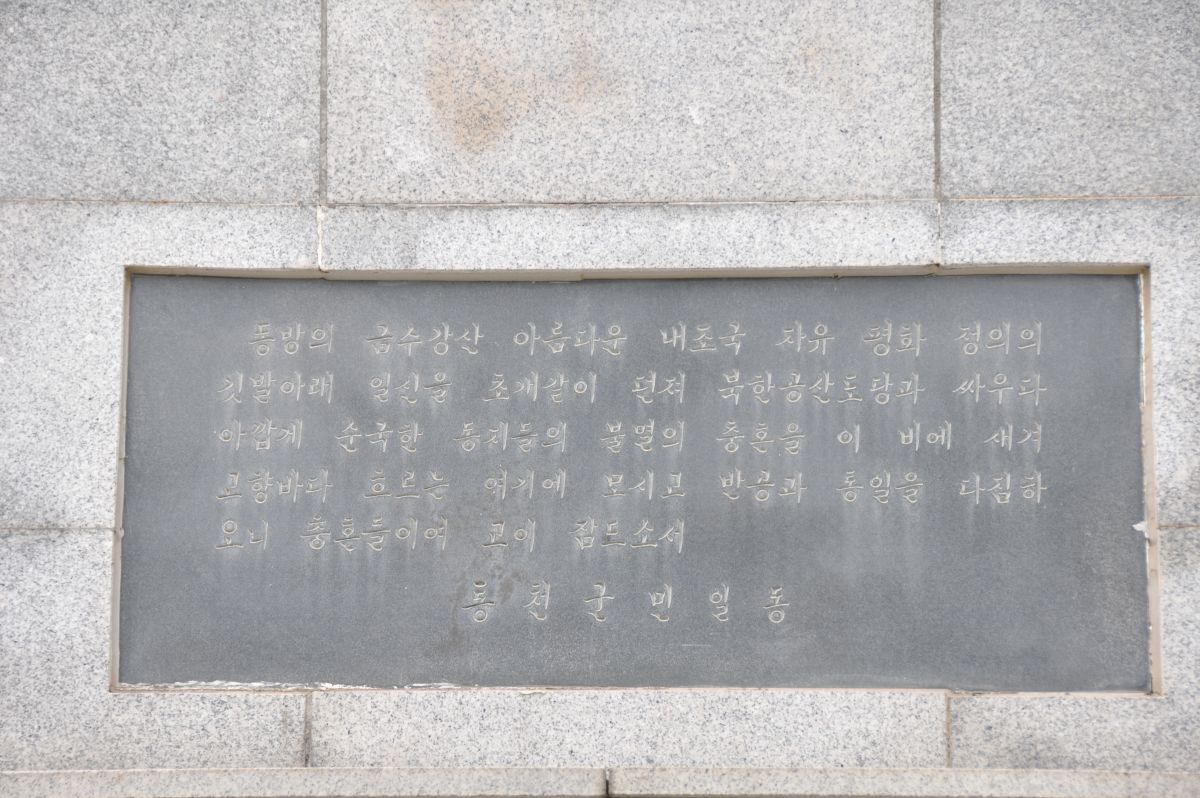 동방의 금수강산 아름다운 내조국 자유 평화 정의의
깃발아래 일신을 초개같이 던져 북한공산도당과 싸우다
아깝게 순국한 동지들의 불멸의 충혼을 이 비에 새겨
고향바다 흐르는 여기에 모시고 반공과 통일을 다짐하
오니 충혼들이여 고이 잠드소서
통천군민일동